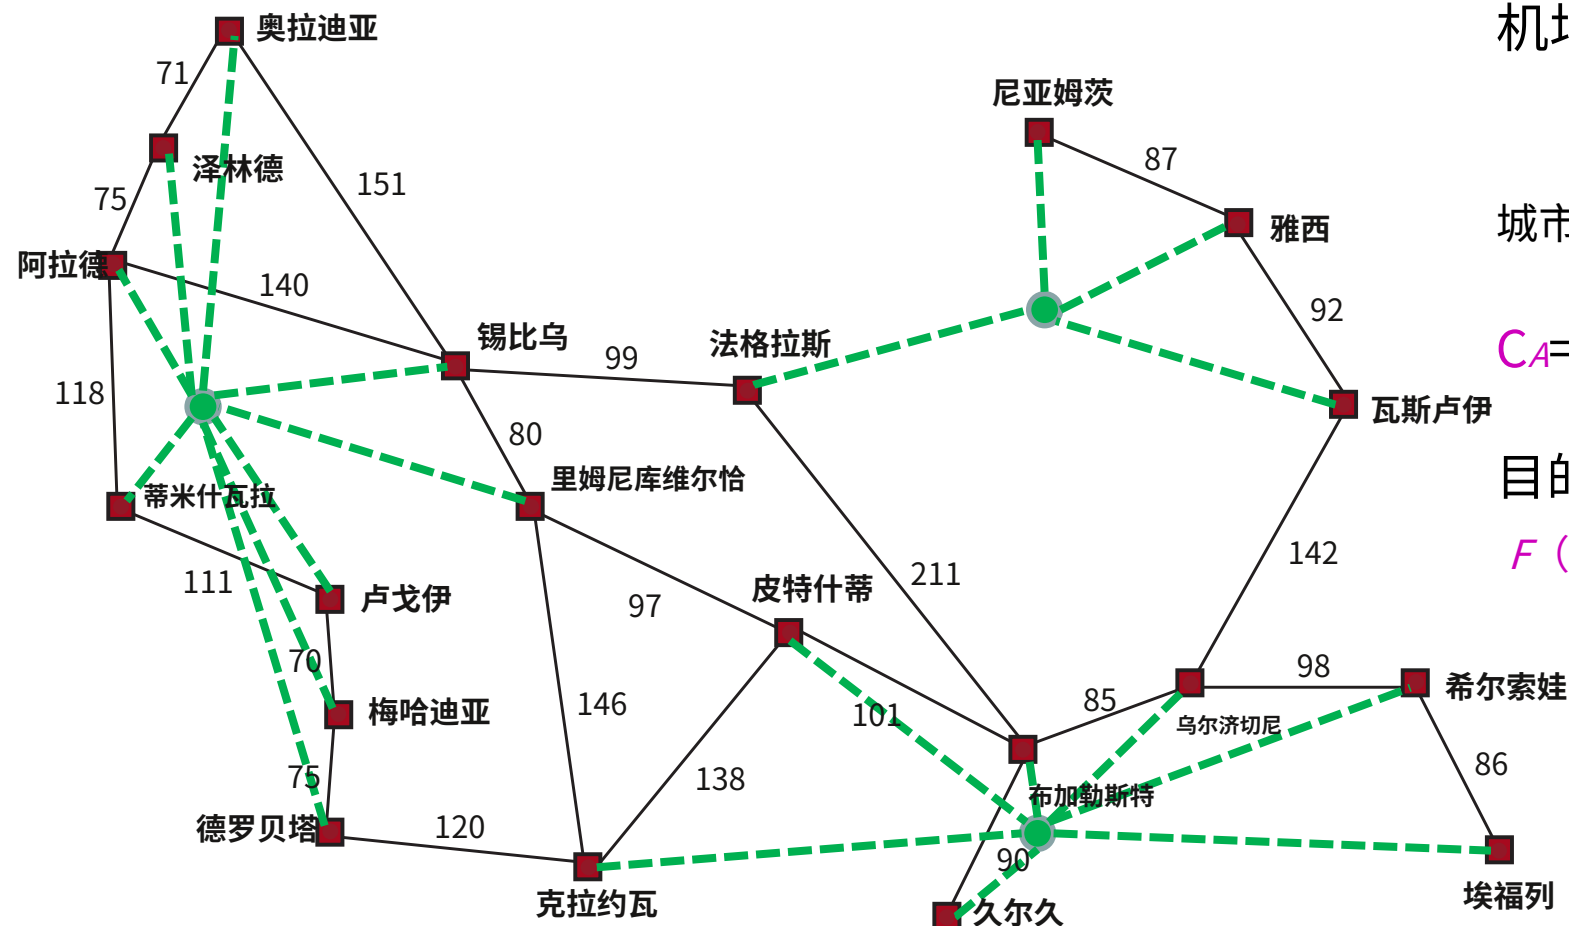 奥拉迪亚
机
71
尼亚姆茨
87
泽林德
151
75
城市
雅西
阿拉德
140
92
锡比乌
法格拉斯
99
CA=
118
瓦斯卢伊
80
里姆尼库维尔恰
目的
蒂米什瓦拉
142
F（
111
211
皮特什蒂
卢戈伊
97
70
98
希尔索娃
146
85
梅哈迪亚
101
乌尔济切尼
75
138
86
布加勒斯特
德罗贝塔
120
90
克拉约瓦
久尔久
埃福列